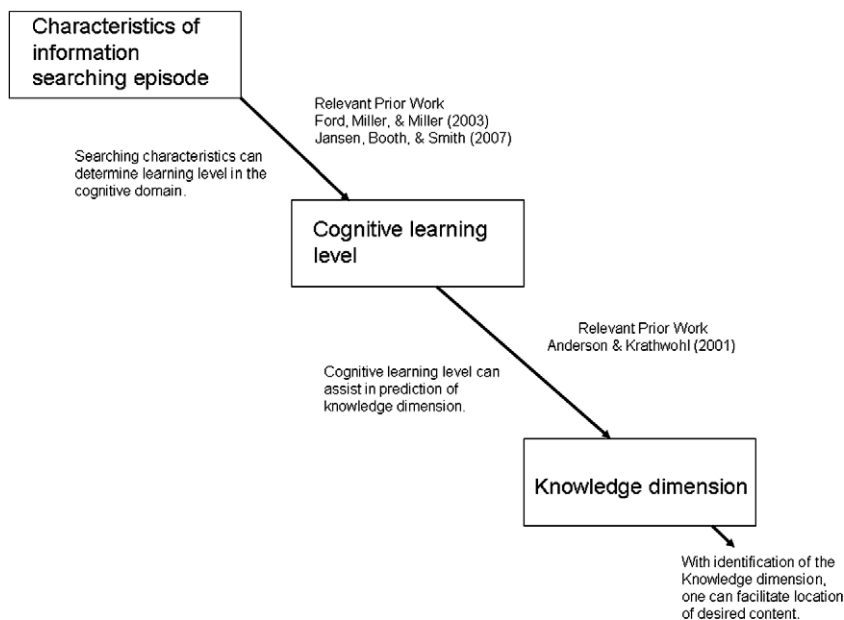 Characteristics of
information
searching episode
Relevant Prior Work
Ford, Miller, & Miller (2003)
Jansen, Booth, & Smith (2007)
Searching characteristics can
determine learning level in the
cognitive domain.
Cognitive learning
level
Relevant Prior Work
Anderson & Krathwohl (2001)
Cognitive learning level can
assist in prediction of
knowledge dimension.
Knowledge dimension
With identification of the
Knowledge dimension,
one can facilitate location
of desired content.